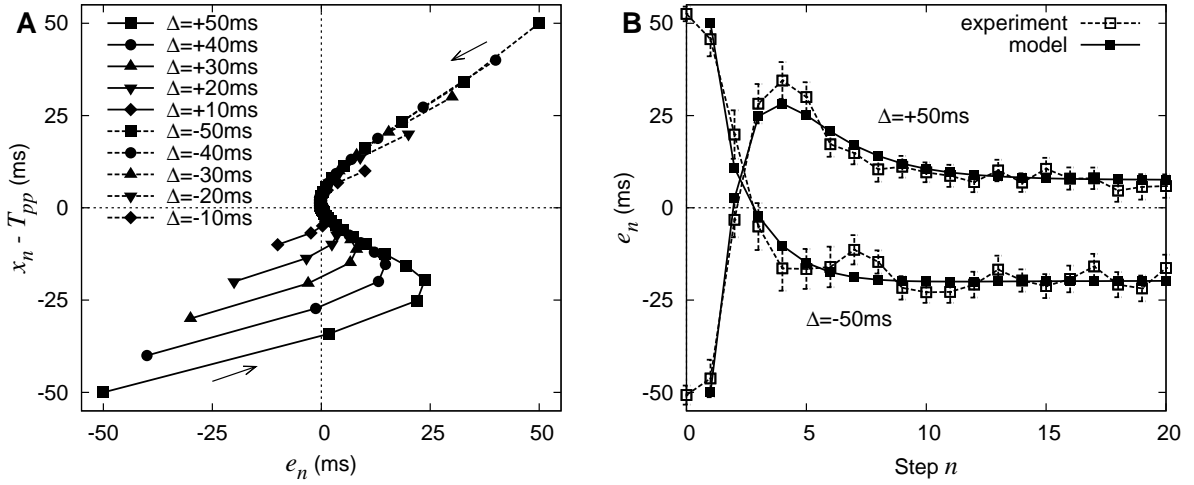 A
50
25
0
-25
-50
x_n - T_pp (ms)
Δ=+50ms
Δ=+40ms
Δ=+30ms
Δ=+20ms
Δ=+10ms
Δ=-50ms
Δ=-40ms
Δ=-30ms
Δ=-20ms
Δ=-10ms
-50 -25 0 25 50
e_n (ms)
B
50
25
0
-25
-50
e_n (ms)
experiment
model
Δ=+50ms
Δ=-50ms
0 5 10 15 20
Step n